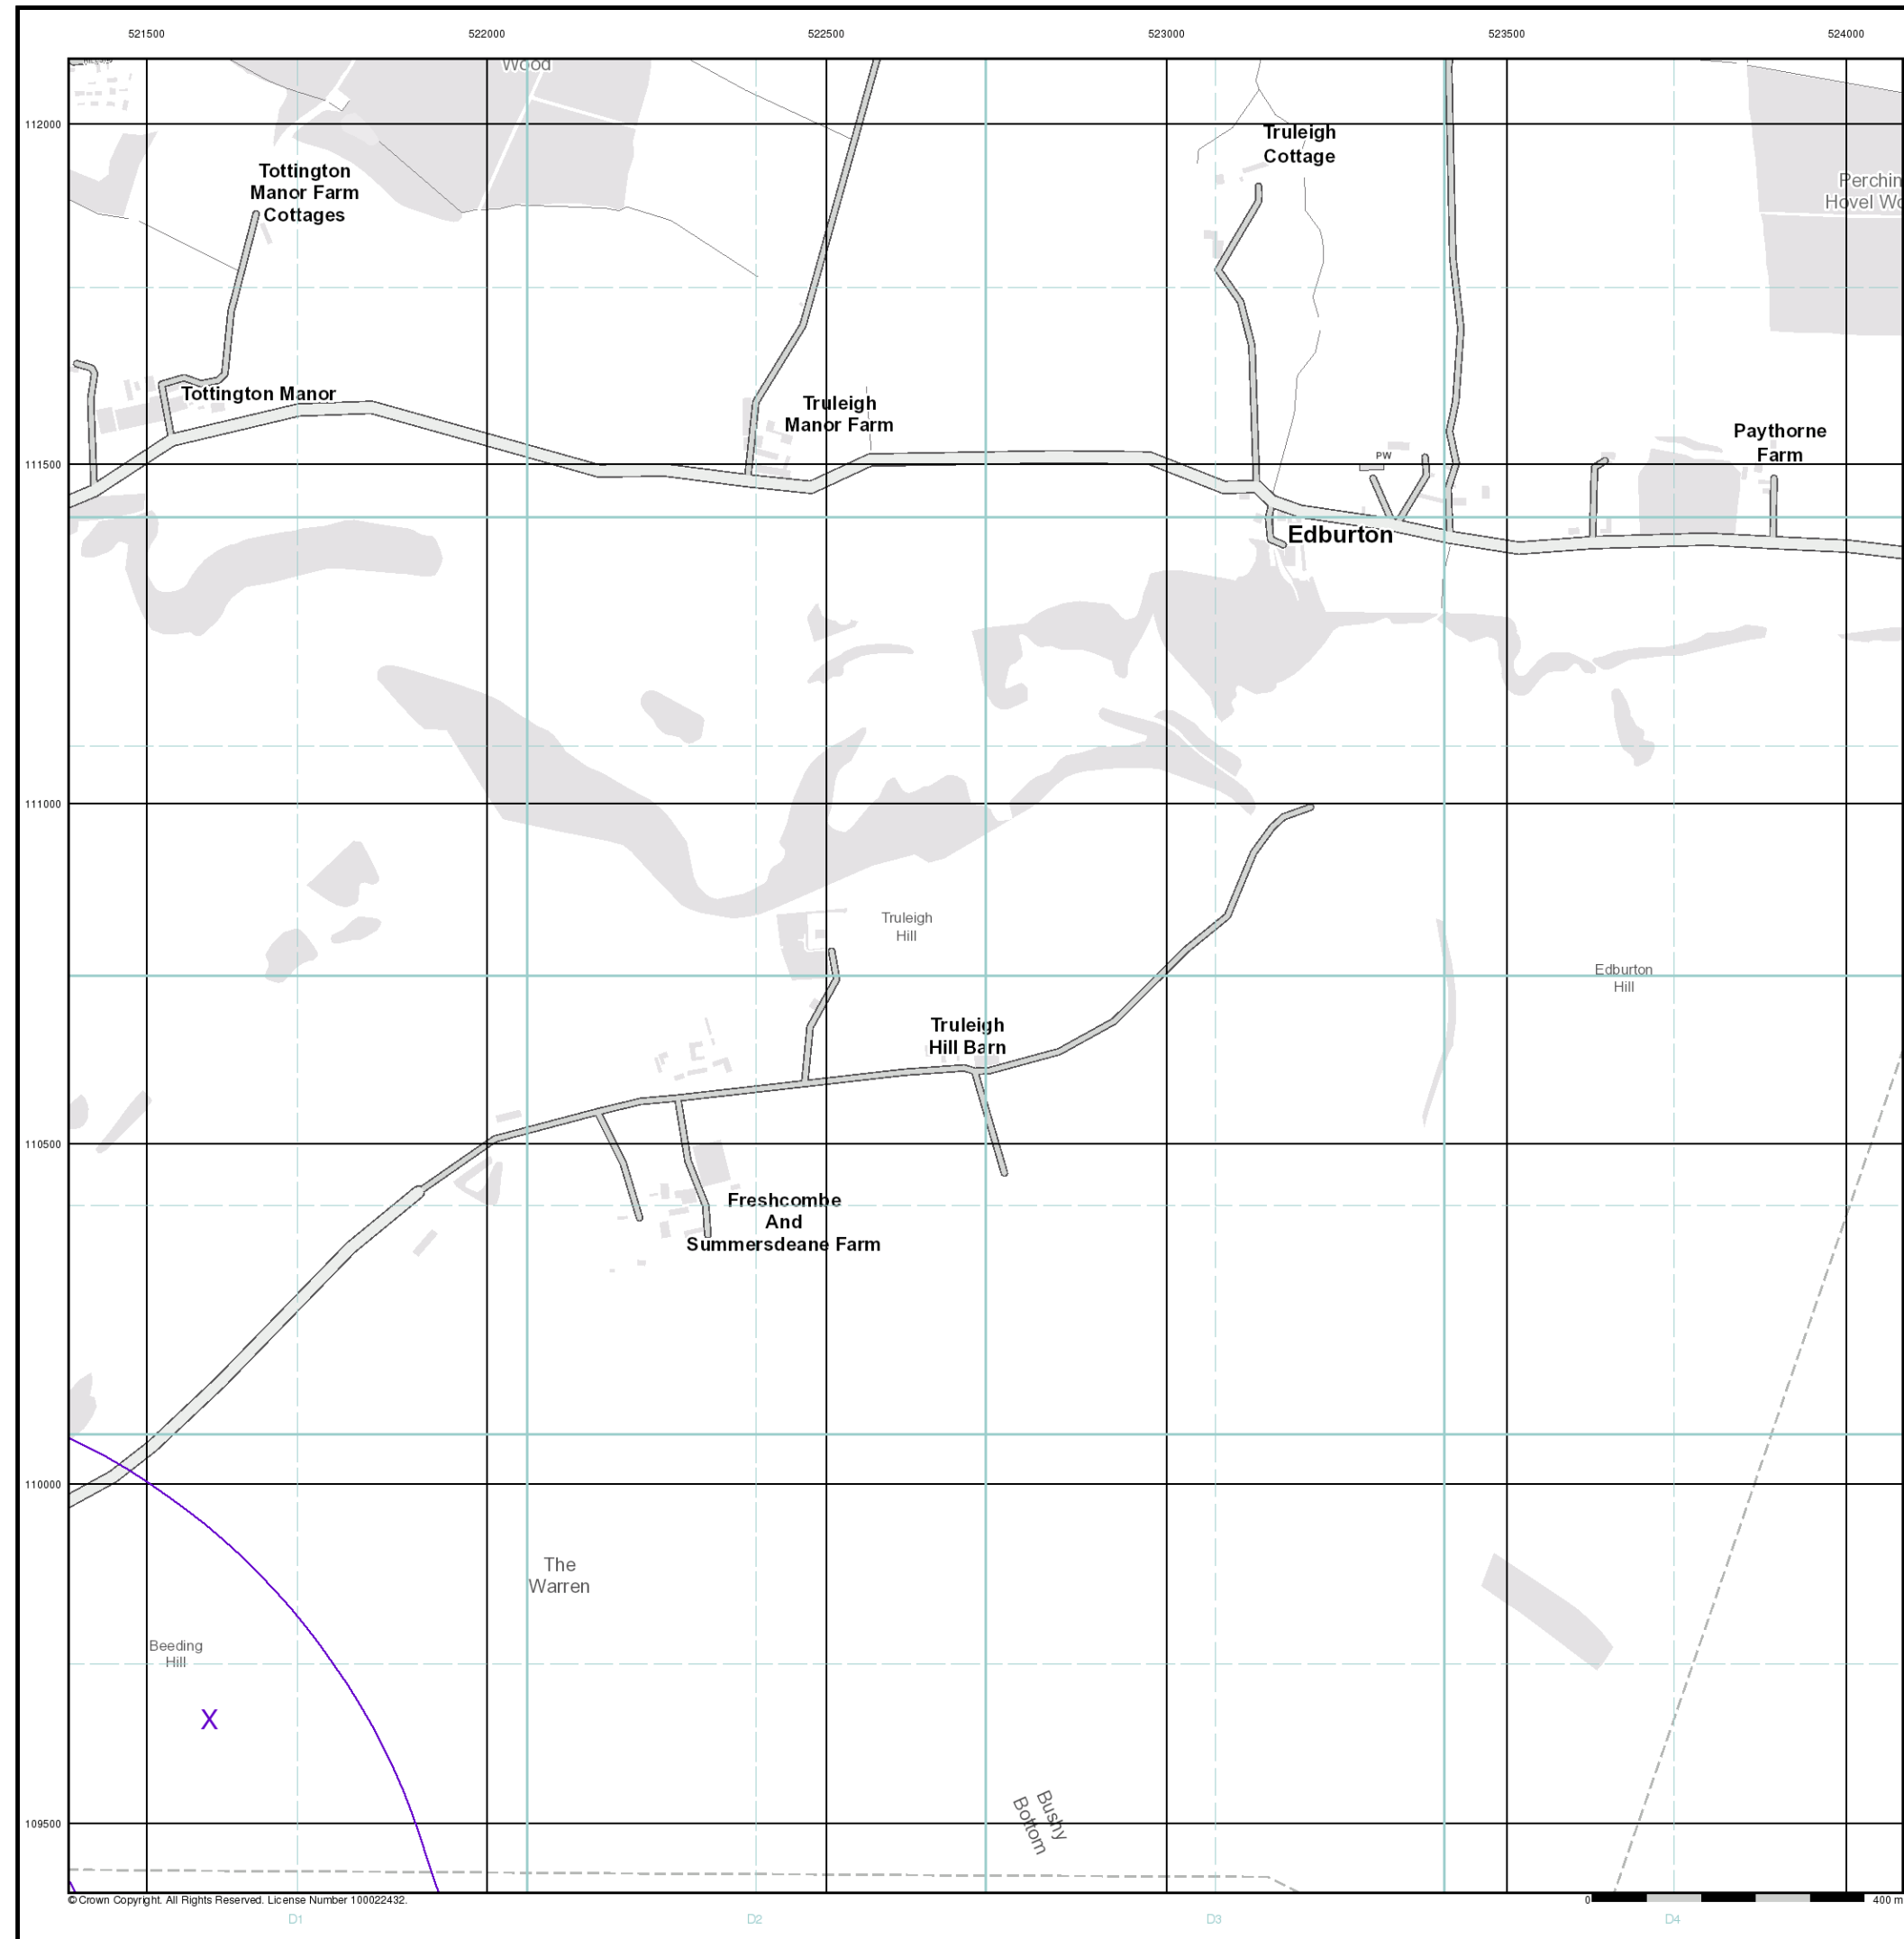 521500 522000 522500 523000 523500 524000
Wood
112000
Truleigh
Cottage
Tottington
Manor Farm
Cottages
Perchin
Hovel Wo
Tottington Manor
Truleigh
Manor Farm
Paythorne
Farm
PW
111500
Edburton
111000
Truleigh
Hill
Edburton
Hill
Truleigh
Hill Barn
110500
Freshcombe
And
Summersdeane Farm
110000
The
Warren
Beeding
Hill
X
Bushy
Bottom
109500
© Crown Copyright. All Rights Reserved. License Number 100022432.
0 400 m
D1 D2 D3 D4